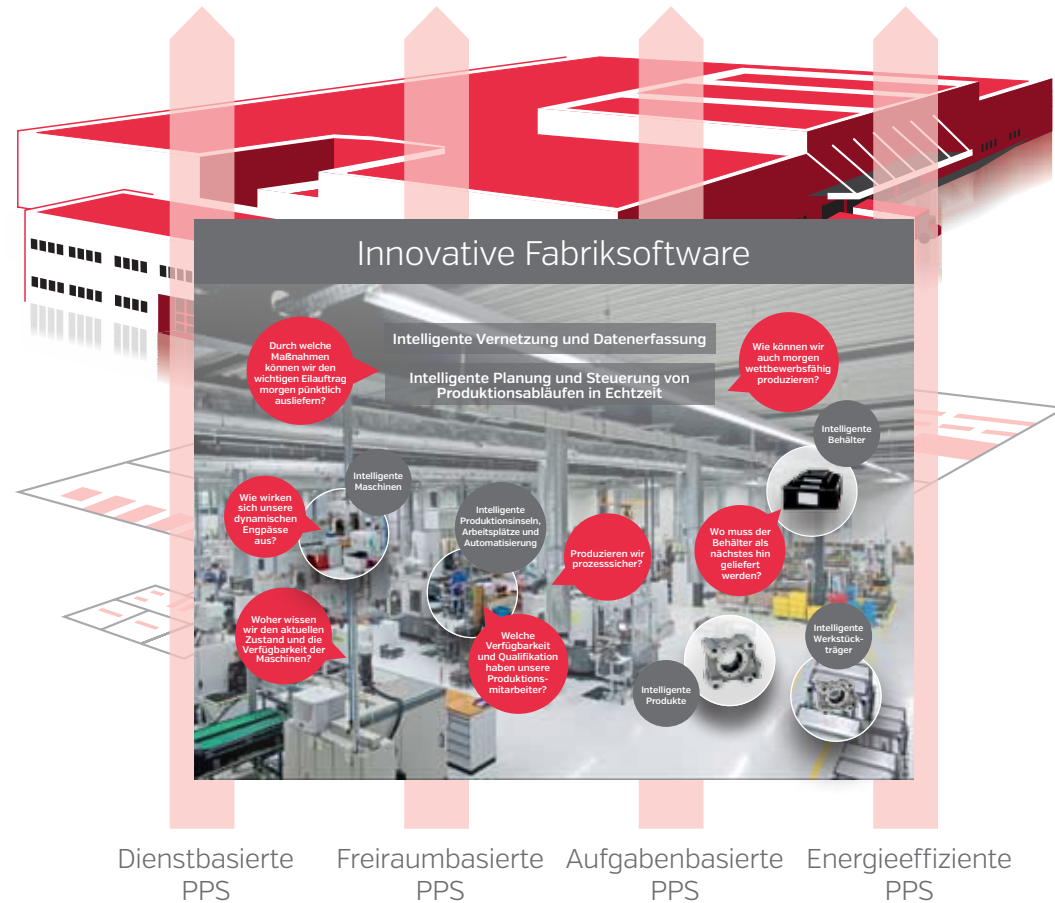 Innovative Fabriksoftware
Intelligente Vernetzung und Datenerfassung
Intelligente Planung und Steuerung von
Produktionsabläufen in Echtzeit
Durch welche
Maßnahmen
können wir den
wichtigen Eilauftrag
morgen pünktlich
ausliefern?
Wie können wir
auch morgen
wettbewerbsfähig
produzieren?
Intelligente
Behälter
Intelligente
Maschinen
Wie wirken
sich unsere
dynamischen
Engpässe
aus?
Intelligente
Produktionsinseln,
Arbeitsplätze und
Automatisierung
Produzieren wir
prozesssicher?
Wo muss der
Behälter als
nächstes hin
geliefert
werden?
Woher wissen
wir den aktuellen
Zustand und die
Verfügbarkeit der
Maschinen?
Welche
Verfügbarkeit
und Qualifikation
haben unsere
Produktions-
mitarbeiter?
Intelligente
Produkte
Intelligente
Werkstück-
träger
Dienstbasierte
PPS
Freiraumbasierte
PPS
Aufgabenbasierte
PPS
Energieeffiziente
PPS